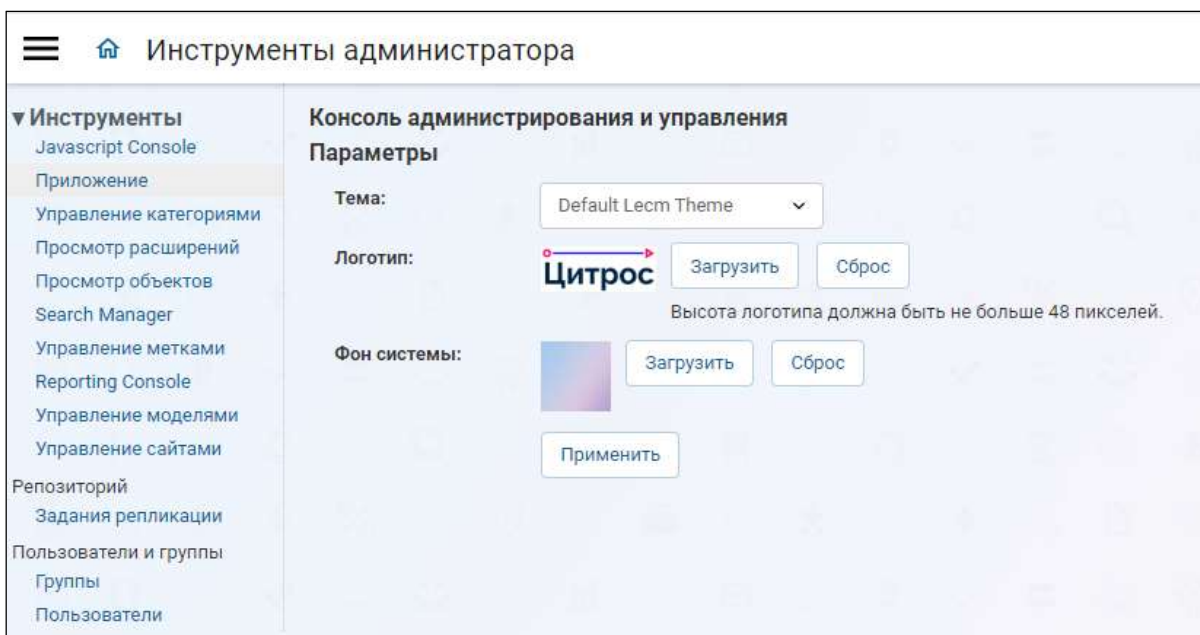 Инструменты администратора
▾ Инструменты
Javascript Console
Приложение
Управление категориями
Просмотр расширений
Просмотр объектов
Search Manager
Управление метками
Reporting Console
Управление моделями
Управление сайтами
Репозиторий
Задания репликации
Пользователи и группы
Группы
Пользователи
Консоль администрирования и управления
Параметры
Тема: Default Lecm Theme
Логотип: Цитрос Загрузить Сброс
Высота логотипа должна быть не больше 48 пикселей.
Фон системы: Загрузить Сброс
Применить